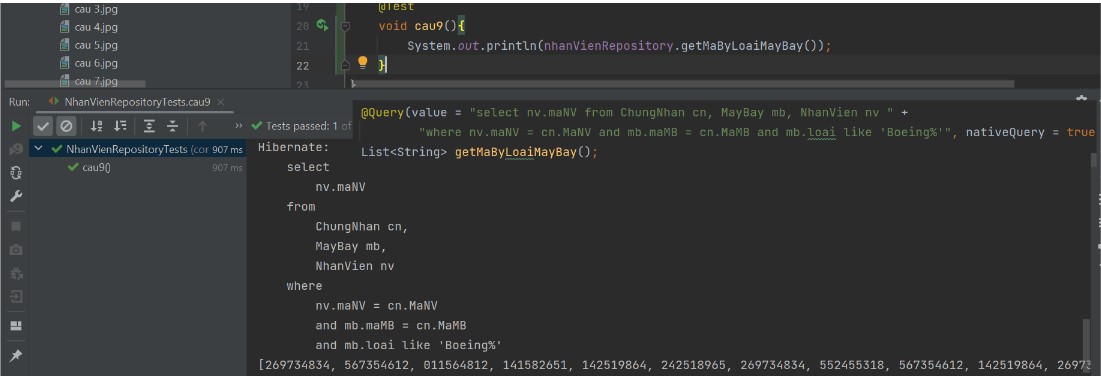 cau 3.jpg
cau 4.jpg
cau 5.jpg
cau 6.jpg
cau 7.jpg
19 @Test
20 void cau9(){
21 System.out.println(nhanVienRepository.getMaByLoaiMayBay());
22 }
23 }
Run: NhanVienRepositoryTests.cau9 ×
» Tests passed: 1 of
NhanVienRepositoryTests (cor 907 ms
cau9() 907 ms
@Query(value = "select nv.maNV from ChungNhan cn, MayBay mb, NhanVien nv " +
"where nv.maNV = cn.MaNV and mb.maMB = cn.MaMB and mb.loai like 'Boeing%'", nativeQuery = true
List<String> getMaByLoaiMayBay();
Hibernate:
select
nv.maNV
from
ChungNhan cn,
MayBay mb,
NhanVien nv
where
nv.maNV = cn.MaNV
and mb.maMB = cn.MaMB
and mb.loai like 'Boeing%'
[269734834, 567354612, 011564812, 141582651, 142519864, 242518965, 269734834, 552455318, 567354612, 142519864, 26973